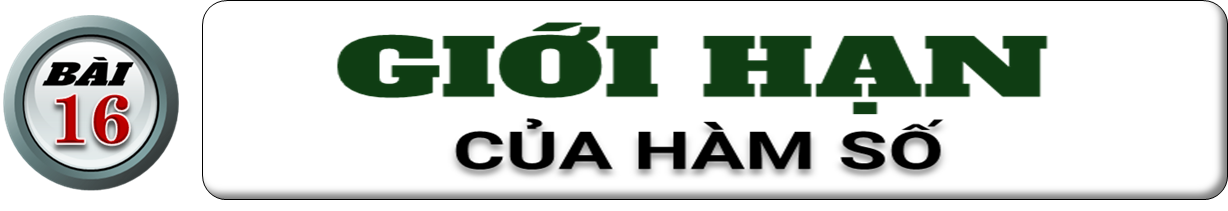 BÀI
16
GIỚI HẠN
CỦA HÀM SỐ